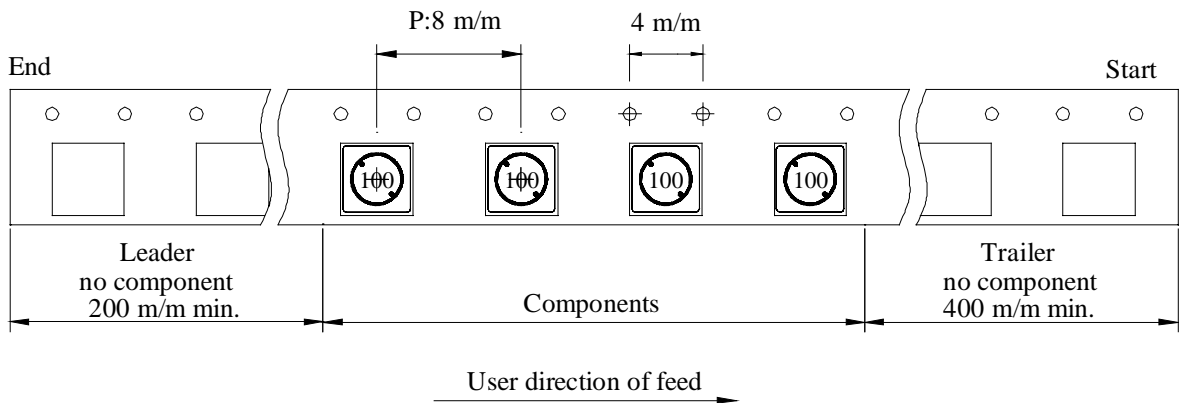 P:8 m/m
4 m/m
End
Start
100
100
100
100
Leader
no component
200 m/m min.
Components
Trailer
no component
400 m/m min.
User direction of feed